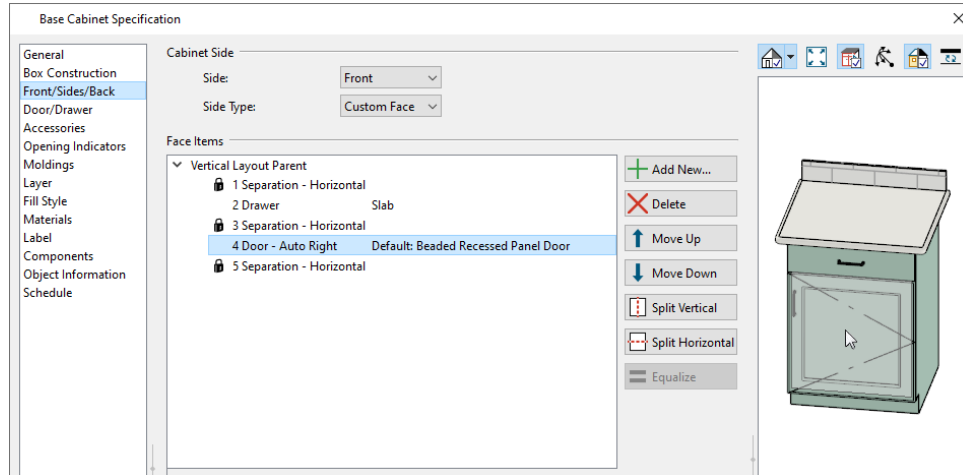 Base Cabinet Specification
General
Box Construction
Front/Sides/Back
Door/Drawer
Accessories
Opening Indicators
Moldings
Layer
Fill Style
Materials
Label
Components
Object Information
Schedule
Cabinet Side
Side: Front
Side Type: Custom Face
Face Items
Vertical Layout Parent
1 Separation - Horizontal
2 Drawer Slab
3 Separation - Horizontal
4 Door - Auto Right Default: Beaded Recessed Panel Door
5 Separation - Horizontal
Add New...
Delete
Move Up
Move Down
Split Vertical
Split Horizontal
Equalize